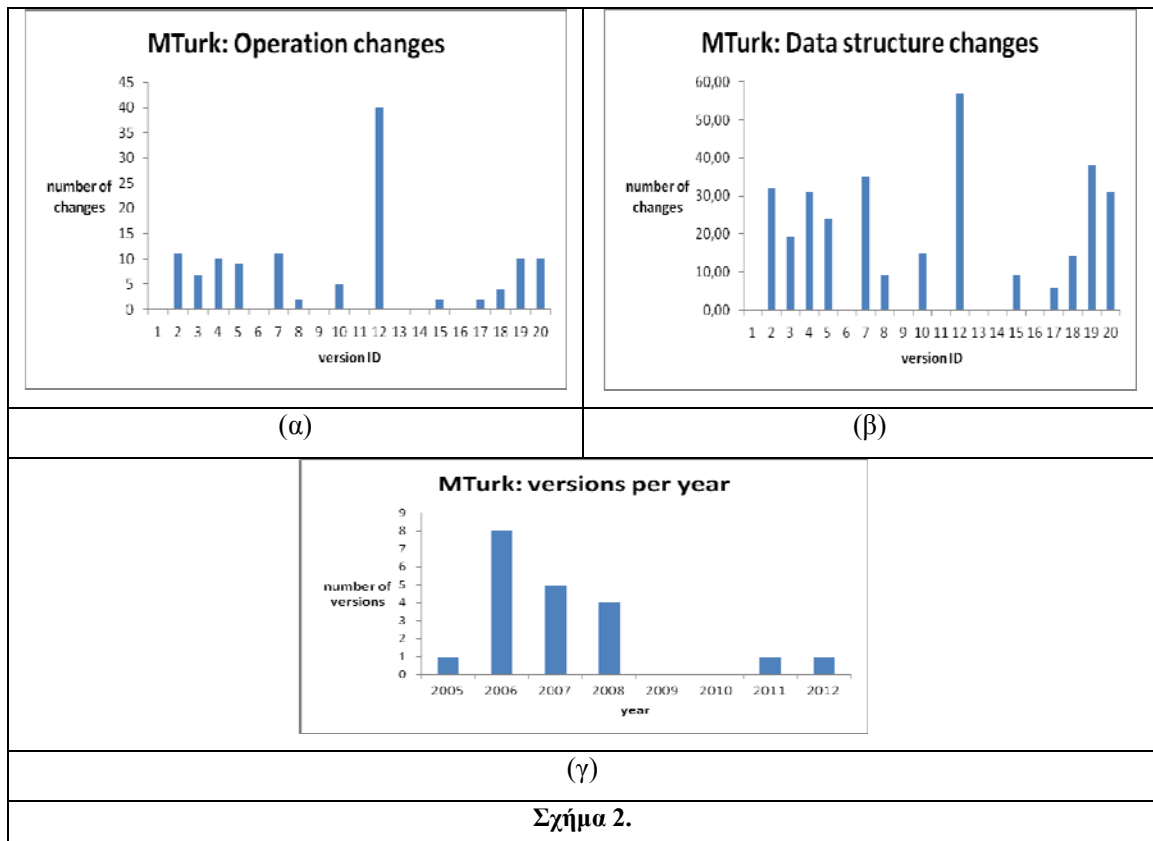 MTurk: Operation changes
45
40
35
30
25
20
15
10
5
0
number of
changes
1 2 3 4 5 6 7 8 9 10 11 12 13 14 15 16 17 18 19 20
version ID
MTurk: Data structure changes
60,00
50,00
40,00
30,00
20,00
10,00
0,00
number of
changes
1 2 3 4 5 6 7 8 9 10 11 12 13 14 15 16 17 18 19 20
version ID
(α)
(β)
MTurk: versions per year
9
8
7
6
5
4
3
2
1
0
number of
versions
2005 2006 2007 2008 2009 2010 2011 2012
year
(γ)
Σχήμα 2.